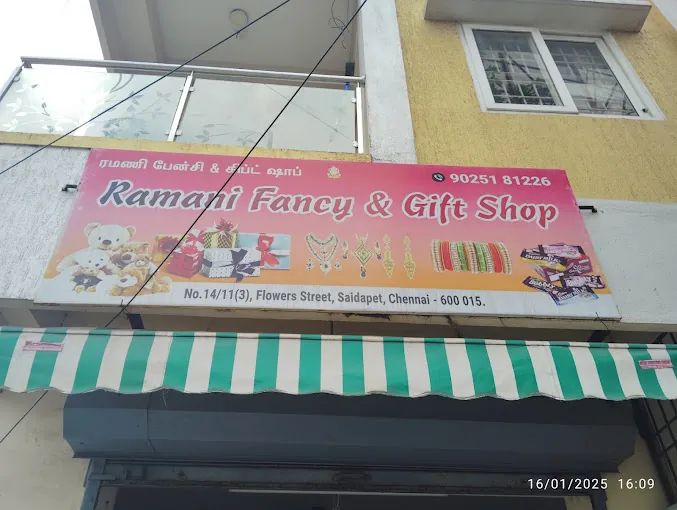 ரமணி பேன்சி & கிப்ட் ஷாப்
90251 81226
Ramani Fancy & Gift Shop
No.14/11(3), Flowers Street, Saidapet, Chennai - 600 015.
16/01/2025 16:09